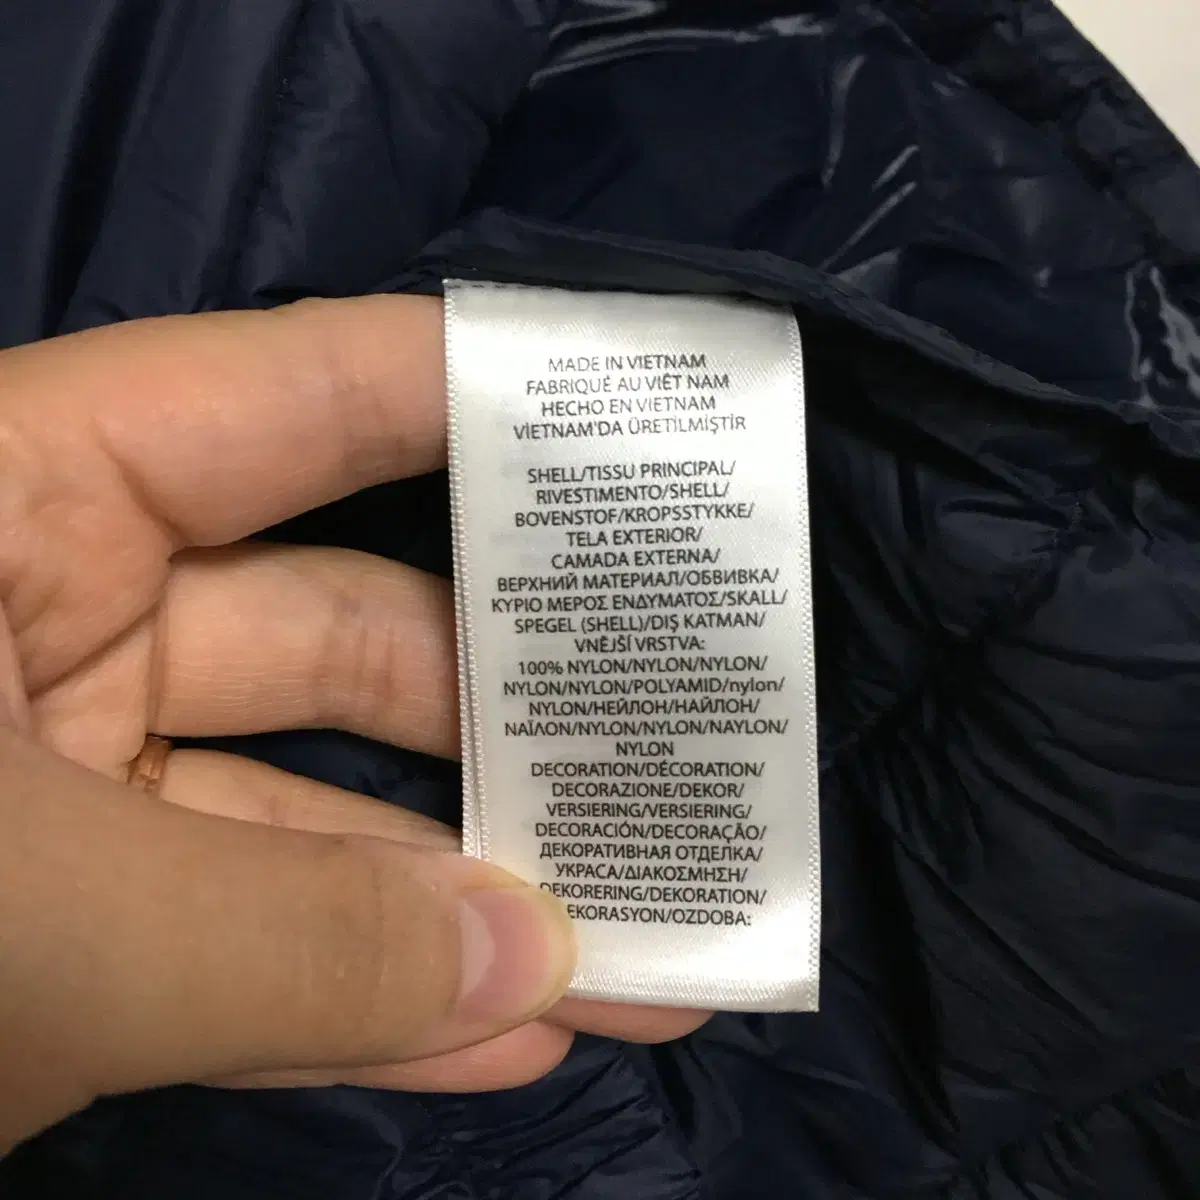 MADE IN VIETNAM
FABRIQUÉ AU VIÊT NAM
HECHO EN VIETNAM
VİETNAM'DA ÜRETİLMİŞTİR
SHELL/TISSU PRINCIPAL/
RIVESTIMENTO/SHELL/
BOVENSTOF/KROPSSTYKKE/
TELA EXTERIOR/
CAMADA EXTERNA/
ВЕРХНИЙ МАТЕРИАЛ/ОБВИВКА/
ΚΥΡΙΟ ΜΕΡΟΣ ΕΝΔΥΜΑΤΟΣ/SKALL/
SPEGEL (SHELL)/DIŞ KATMAN/
VNĚJŠÍ VRSTVA:
100% NYLON/NYLON/NYLON/
NYLON/NYLON/POLYAMID/nylon/
NYLON/НЕЙЛОН/НАЙЛОН/
ΝΑΪΛΟΝ/NYLON/NYLON/NAYLON/
NYLON
DECORATION/DÉCORATION/
DECORAZIONE/DEKOR/
VERSIERING/VERSIERING/
DECORACIÓN/DECORAÇÃO/
ДЕКОРАТИВНАЯ ОТДЕЛКА/
УКРАСА/ΔΙΑΚΟΣΜΗΣΗ/
DEKORERING/DEKORATION/
EKORASYON/OZDOBA: